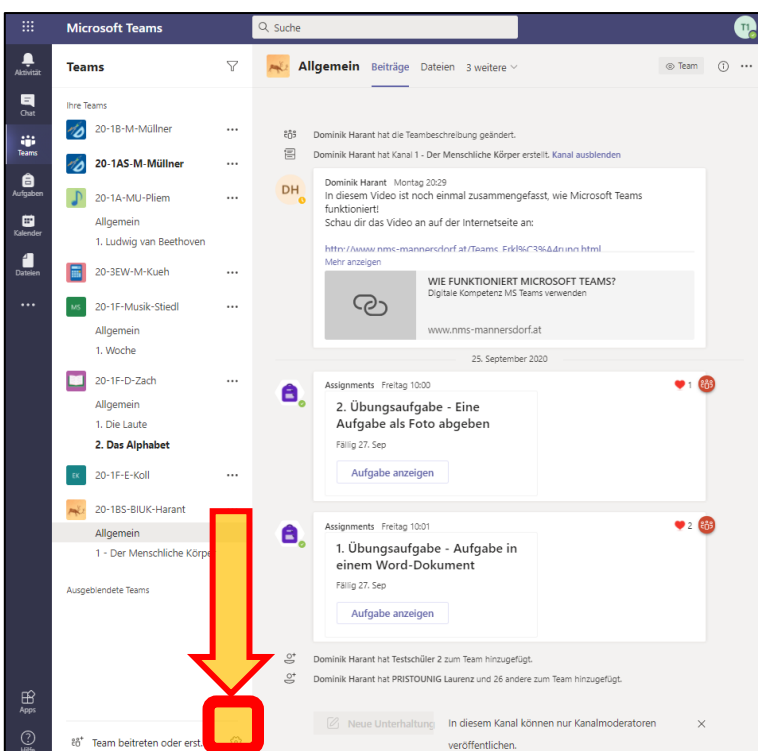 Microsoft Teams
Suche
T1
Aktivität
Chat
Teams
Aufgaben
Kalender
Dateien
Apps
Hilfe
Teams
Ihre Teams
20-1B-M-Müllner
20-1AS-M-Müllner
20-1A-MU-Pliem
Allgemein
1. Ludwig van Beethoven
20-3EW-M-Kueh
MS
20-1F-Musik-Stiedl
Allgemein
1. Woche
20-1F-D-Zach
Allgemein
1. Die Laute
2. Das Alphabet
EK
20-1F-E-Koll
20-1BS-BIUK-Harant
Allgemein
1 - Der Menschliche Körpe
Ausgeblendete Teams
Team beitreten oder erst.
Allgemein Beiträge Dateien 3 weitere
Team
Dominik Harant hat die Teambeschreibung geändert.
Dominik Harant hat Kanal 1 - Der Menschliche Körper erstellt. Kanal ausblenden
DH
Dominik Harant Montag 20:29
In diesem Video ist noch einmal zusammengefasst, wie Microsoft Teams
funktioniert!
Schau dir das Video an auf der Internetseite an:
http://www.nms-mannersdorf.at/Teams_Erkl%C3%A4rung.html
Mehr anzeigen
WIE FUNKTIONIERT MICROSOFT TEAMS?
Digitale Kompetenz MS Teams verwenden
www.nms-mannersdorf.at
25. September 2020
Assignments Freitag 10:00
1
2. Übungsaufgabe - Eine
Aufgabe als Foto abgeben
Fällig 27. Sep
Aufgabe anzeigen
Assignments Freitag 10:01
2
1. Übungsaufgabe - Aufgabe in
einem Word-Dokument
Fällig 27. Sep
Aufgabe anzeigen
Dominik Harant hat Testschüler 2 zum Team hinzugefügt.
Dominik Harant hat PRISTOUNIG Laurenz und 26 andere zum Team hinzugefügt.
Neue Unterhaltung
In diesem Kanal können nur Kanalmoderatoren
veröffentlichen.